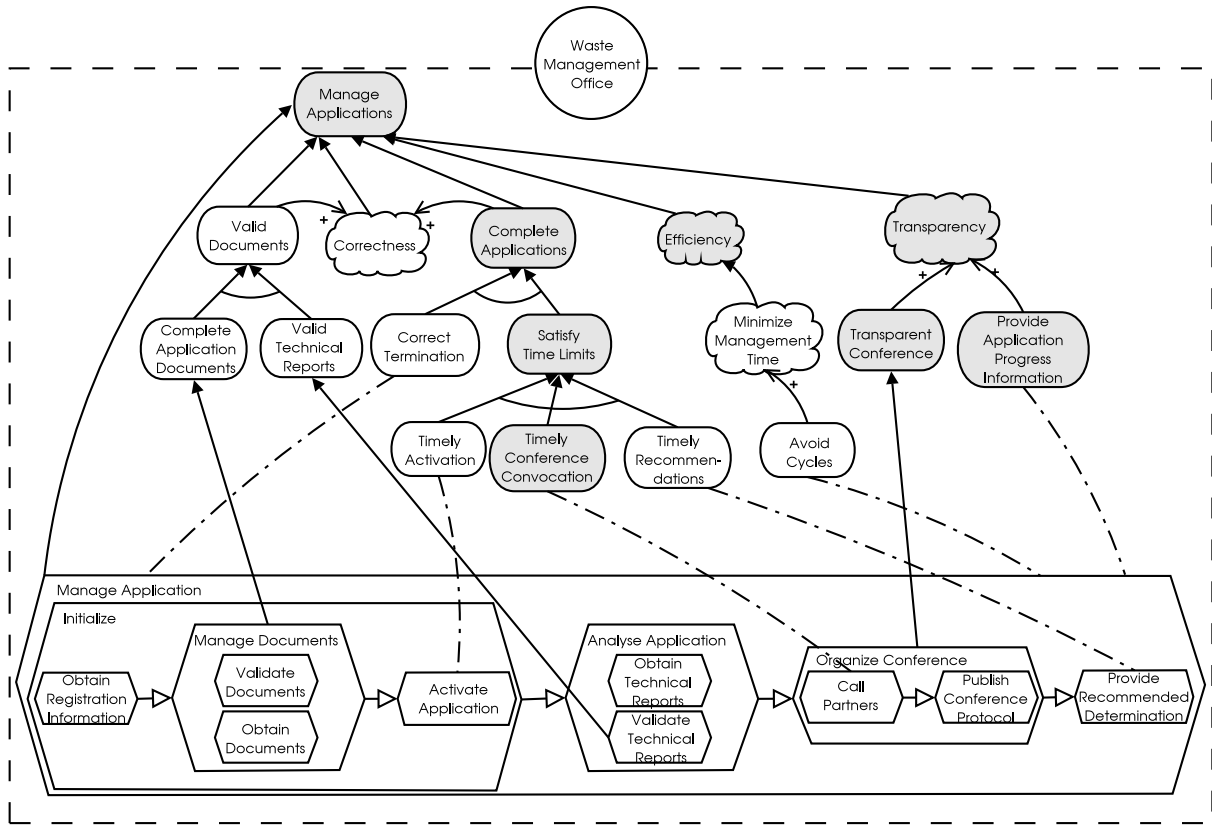 Waste
Management
Office
Manage
Applications
Valid
Documents
+
Correctness
+
Complete
Applications
Efficiency
Transparency
+
+
Complete
Application
Documents
Valid
Technical
Reports
Correct
Termination
Satisfy
Time Limits
Minimize
Management
Time
Transparent
Conference
Provide
Application
Progress
Information
+
Timely
Activation
Timely
Conference
Convocation
Timely
Recommen-
dations
Avoid
Cycles
Manage Application
Initialize
Manage Documents
Analyse Application
Organize Conference
Obtain
Registration
Information
Validate
Documents
Obtain
Documents
Activate
Application
Obtain
Technical
Reports
Validate
Technical
Reports
Call
Partners
Publish
Conference
Protocol
Provide
Recommended
Determination